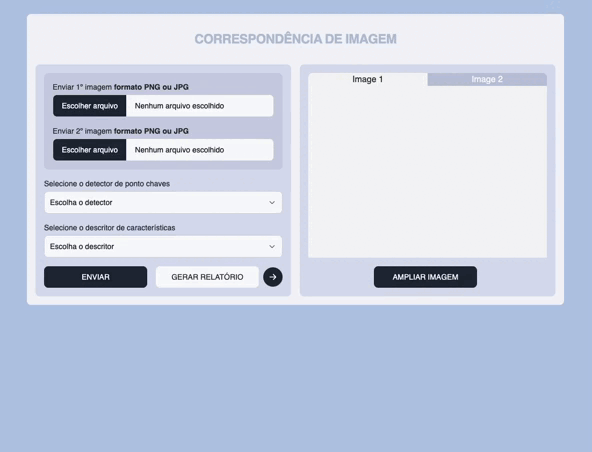 CORRESPONDÊNCIA DE IMAGEM
Enviar 1" imagem formato PNG ou JPG
Escolher arquivo Nenhum arquivo escolhido
Enviar 2" imagem formato PNG ou JPG
Escolher arquivo Nenhum arquivo escolhido
Selecione o detector de ponto chaves
Escolha o detector
Selecione o descritor de características
Escolha o descritor
ENVIAR GERAR RELATÓRIO
Image 1 Image 2
AMPLIAR IMAGEM